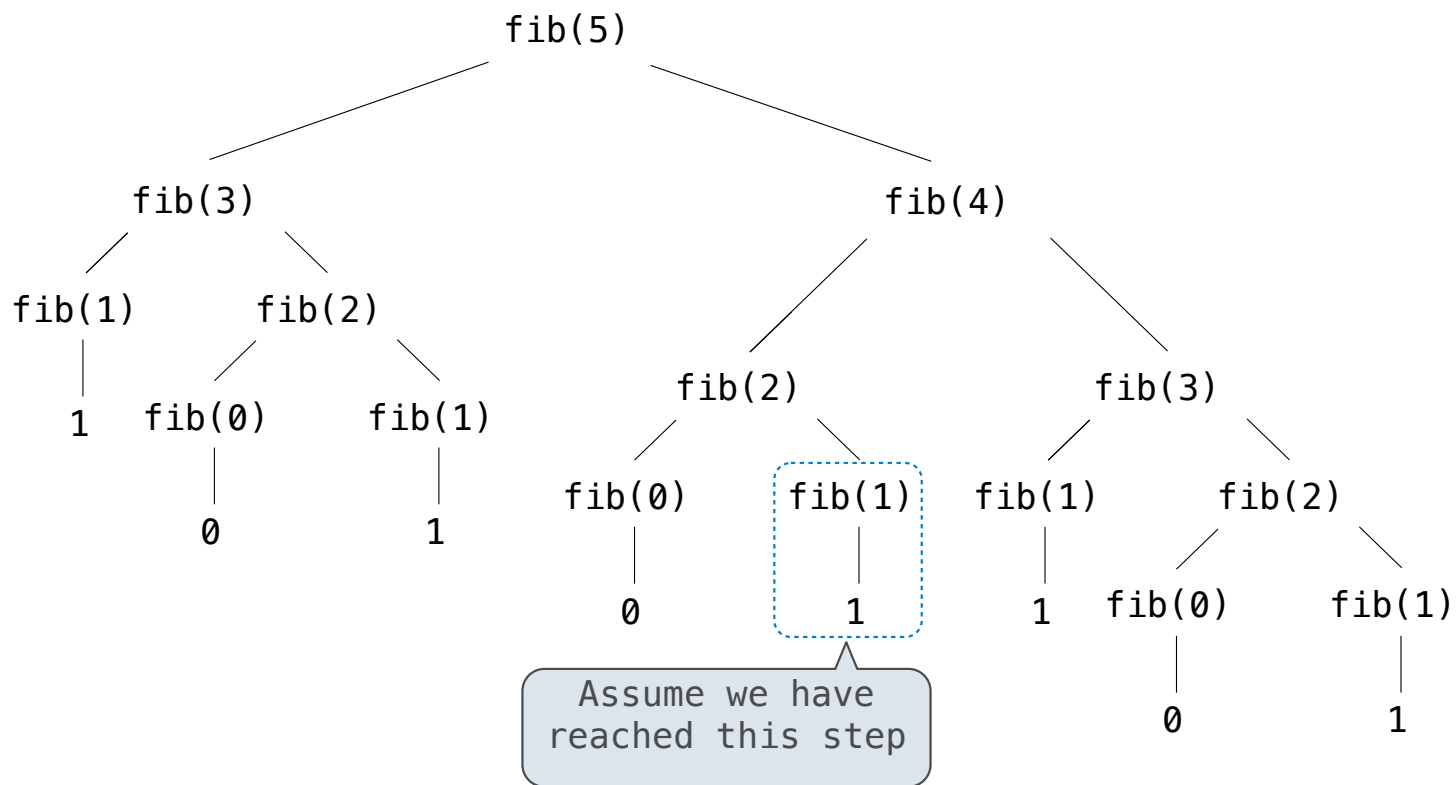 fib(5)
fib(3) fib(4)
fib(1) fib(2)
fib(2) fib(3)
1 fib(0) fib(1)
fib(0) fib(1) fib(1) fib(2)
0 1
0 1 1 fib(0) fib(1)
Assume we have
reached this step
0 1